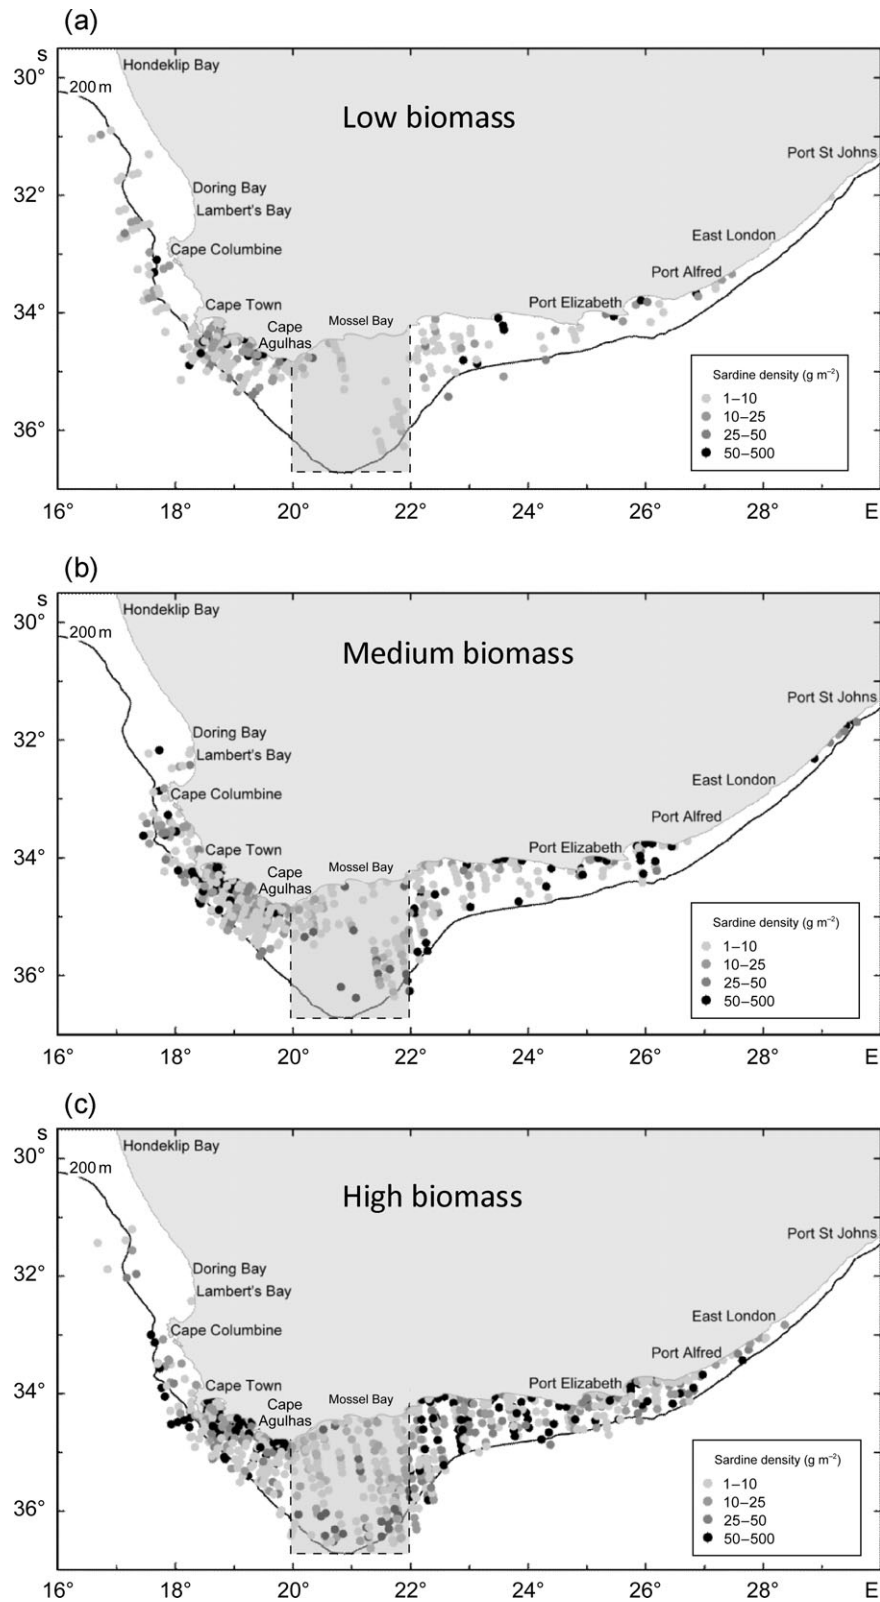 (a)
S
30°
Hondeklip Bay
200 m
Low biomass
Port St Johns
32°
Doring Bay
Lambert's Bay
East London
Cape Columbine
Port Alfred
34°
Cape Town
Cape
Agulhas
Mossel Bay
Port Elizabeth
36°
Sardine density (g m⁻²)
1–10
10–25
25–50
50–500
16° 18° 20° 22° 24° 26° 28° E
(b)
S
30°
Hondeklip Bay
200 m
Medium biomass
Port St Johns
32°
Doring Bay
Lambert's Bay
East London
Cape Columbine
Port Alfred
34°
Cape Town
Cape
Agulhas
Mossel Bay
Port Elizabeth
36°
Sardine density (g m⁻²)
1–10
10–25
25–50
50–500
16° 18° 20° 22° 24° 26° 28° E
(c)
S
30°
Hondeklip Bay
200 m
High biomass
Port St Johns
32°
Doring Bay
Lambert's Bay
East London
Cape Columbine
Port Alfred
34°
Cape Town
Cape
Agulhas
Mossel Bay
Port Elizabeth
36°
Sardine density (g m⁻²)
1–10
10–25
25–50
50–500
16° 18° 20° 22° 24° 26° 28° E